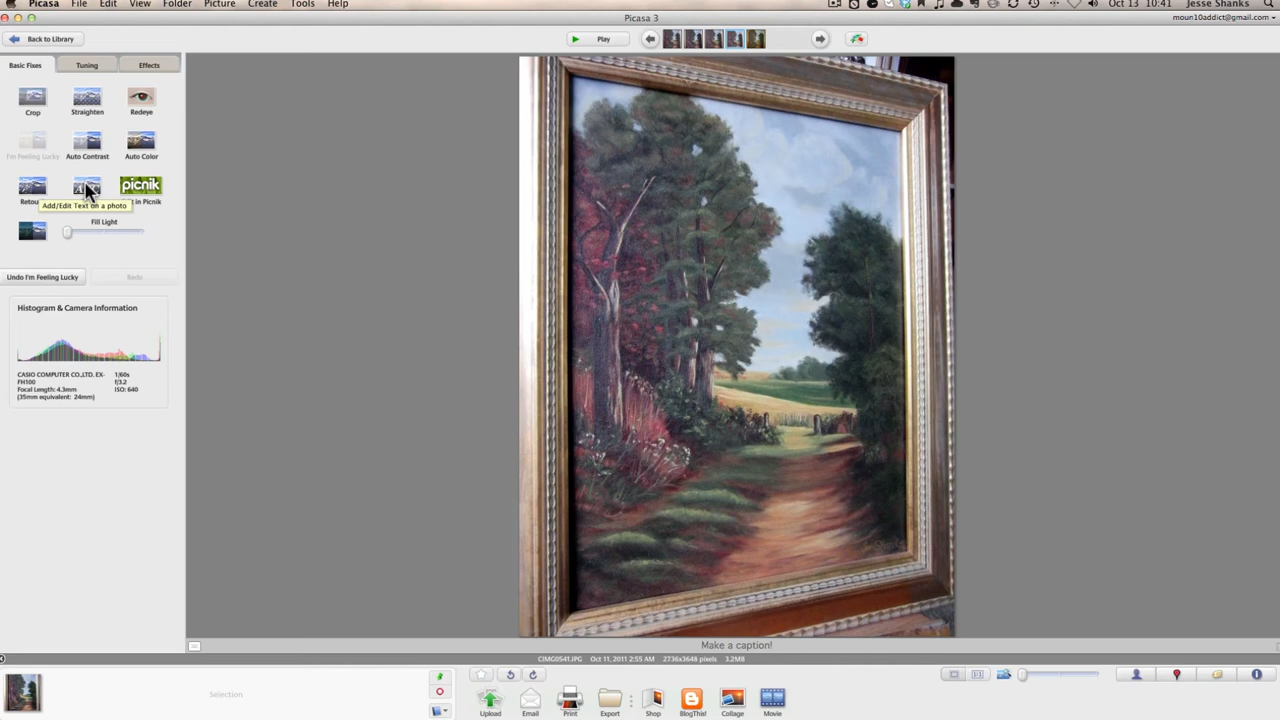 Picasa File Edit View Folder Picture Create Tools Help
Oct 13 10:41 Jesse Shanks
Picasa 3
moun10addict@gmail.com
Back to Library
Play
Basic Fixes Tuning Effects
Crop Straighten Redeye
I'm Feeling Lucky Auto Contrast Auto Color
picnik
Retou in Picnik
Add/Edit Text on a photo
Fill Light
Undo I'm Feeling Lucky Redo
Histogram & Camera Information
CASIO COMPUTER CO.,LTD. EX-FH100
1/60s
Focal Length: 4.3mm
f/3.2
(35mm equivalent: 24mm)
ISO: 640
Make a caption!
CIMG0541.JPG Oct 11, 2011 2:55 AM 2736x3648 pixels 3.2MB
Selection
1:1
Upload Email Print Export Shop BlogThis! Collage Movie